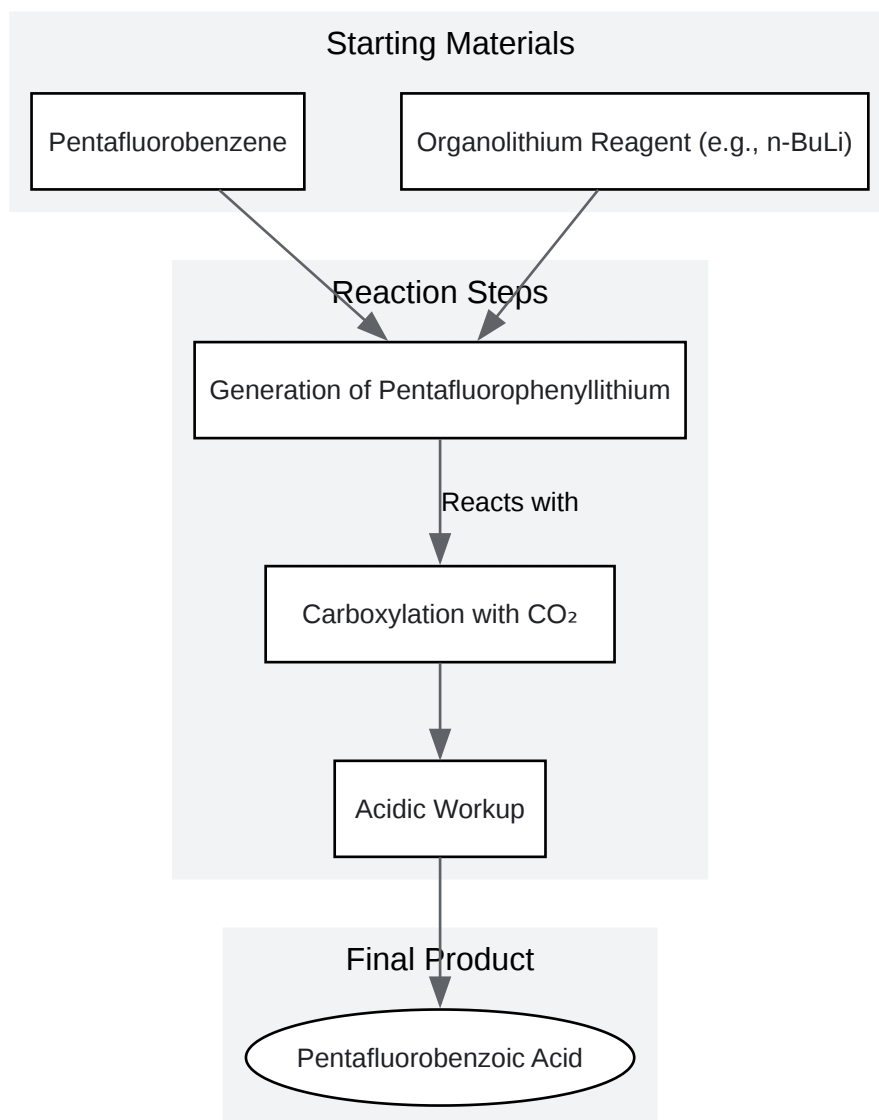 Starting Materials
Pentafluorobenzene
Organolithium Reagent (e.g., n-BuLi)
Reaction Steps
Generation of Pentafluorophenyllithium
Reacts with
Carboxylation with CO₂
Acidic Workup
Final Product
Pentafluorobenzoic Acid